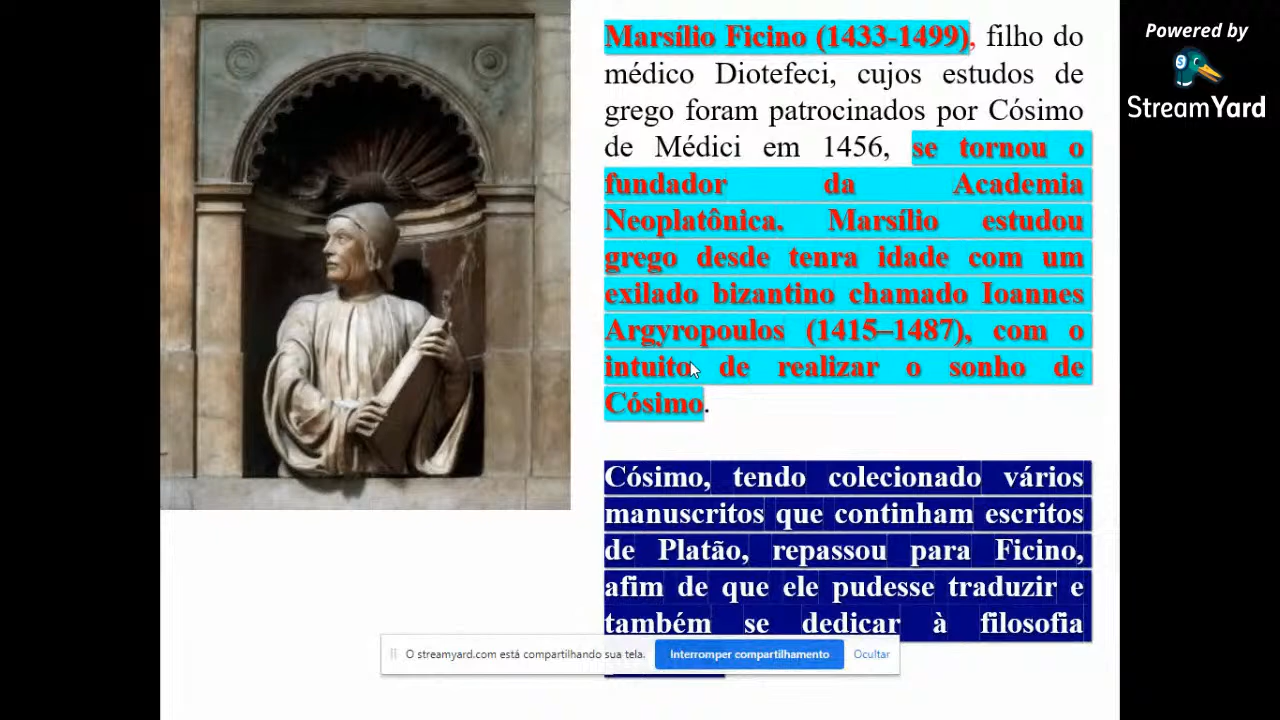 Marsílio Ficino (1433-1499), filho do
médico Diotefeci, cujos estudos de
grego foram patrocinados por Cósimo
de Médici em 1456, se tornou o
fundador da Academia
Neoplatônica. Marsílio estudou
grego desde tenra idade com um
exilado bizantino chamado Ioannes
Argyropoulos (1415–1487), com o
intuito de realizar o sonho de
Cósimo.
Cósimo, tendo colecionado vários
manuscritos que continham escritos
de Platão, repassou para Ficino,
afim de que ele pudesse traduzir e
também se dedicar à filosofia
O streamyard.com está compartilhando sua tela. Interromper compartilhamento Ocultar
Powered by
StreamYard